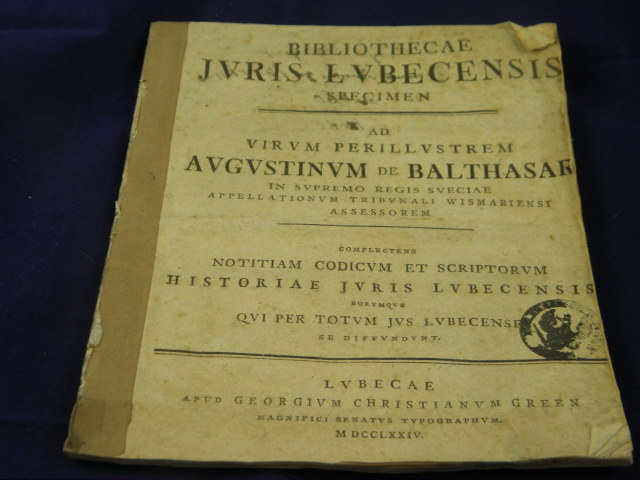 BIBLIOTHECAE
JVRIS LVBECENSIS
SPECIMEN
AD
VIRVM PERILLVSTREM
AVGVSTINVM DE BALTHASAR
IN SVPREMO REGIS SVECIAE
APPELLATIONVM TRIBVNALI WISMARIENSI
ASSESSOREM
COMPLECTENS
NOTITIAM CODICVM ET SCRIPTORVM
HISTORIAE JVRIS LVBECENSIS
EORVMQVE
QVI PER TOTVM JVS LVBECENSE
SE DIFFVNDVNT.
LVBECAE
APVD GEORGIVM CHRISTIANVM GREEN
MAGNIFICI SENATVS TYPOGRAPHVM.
M DCCLXXIV.